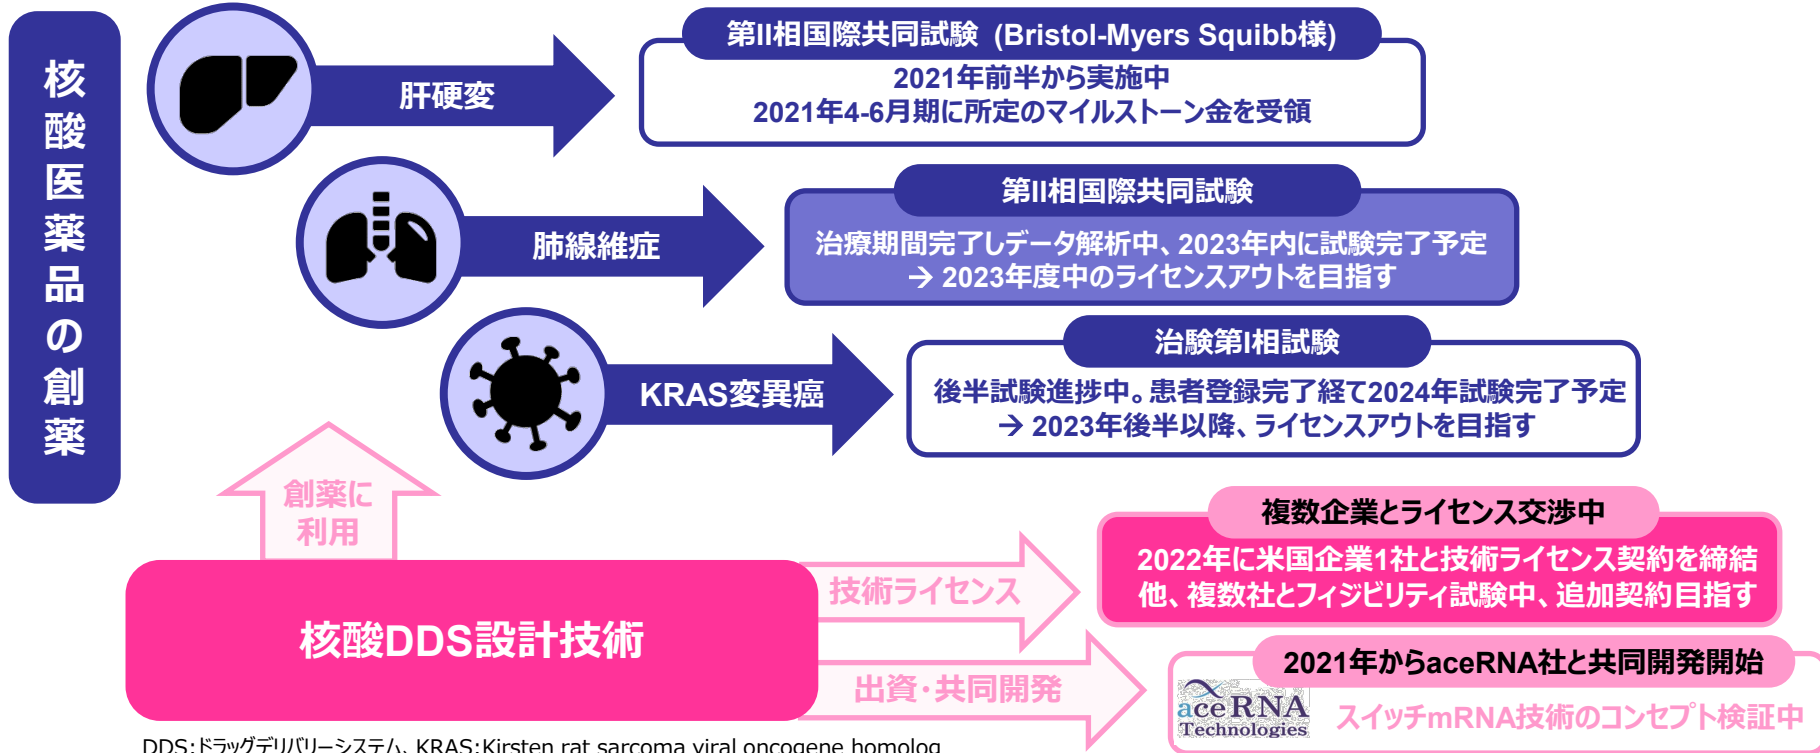 核酸医薬品の創薬
肝硬変
第II相国際共同試験 (Bristol-Myers Squibb様)
2021年前半から実施中
2021年4-6月期に所定のマイルストーン金を受領
肺線維症
第II相国際共同試験
治療期間完了しデータ解析中、2023年内に試験完了予定
→ 2023年度中のライセンスアウトを目指す
KRAS変異癌
治験第I相試験
後半試験進捗中。患者登録完了経て2024年試験完了予定
→ 2023年後半以降、ライセンスアウトを目指す
創薬に
利用
核酸DDS設計技術
技術ライセンス
複数企業とライセンス交渉中
2022年に米国企業1社と技術ライセンス契約を締結
他、複数社とフィジビリティ試験中、追加契約目指す
出資・共同開発
2021年からaceRNA社と共同開発開始
aceRNA
Technologies
スイッチmRNA技術のコンセプト検証中
DDS:ドラッグデリバリーシステム、KRAS:Kirsten rat sarcoma viral oncogene homolog